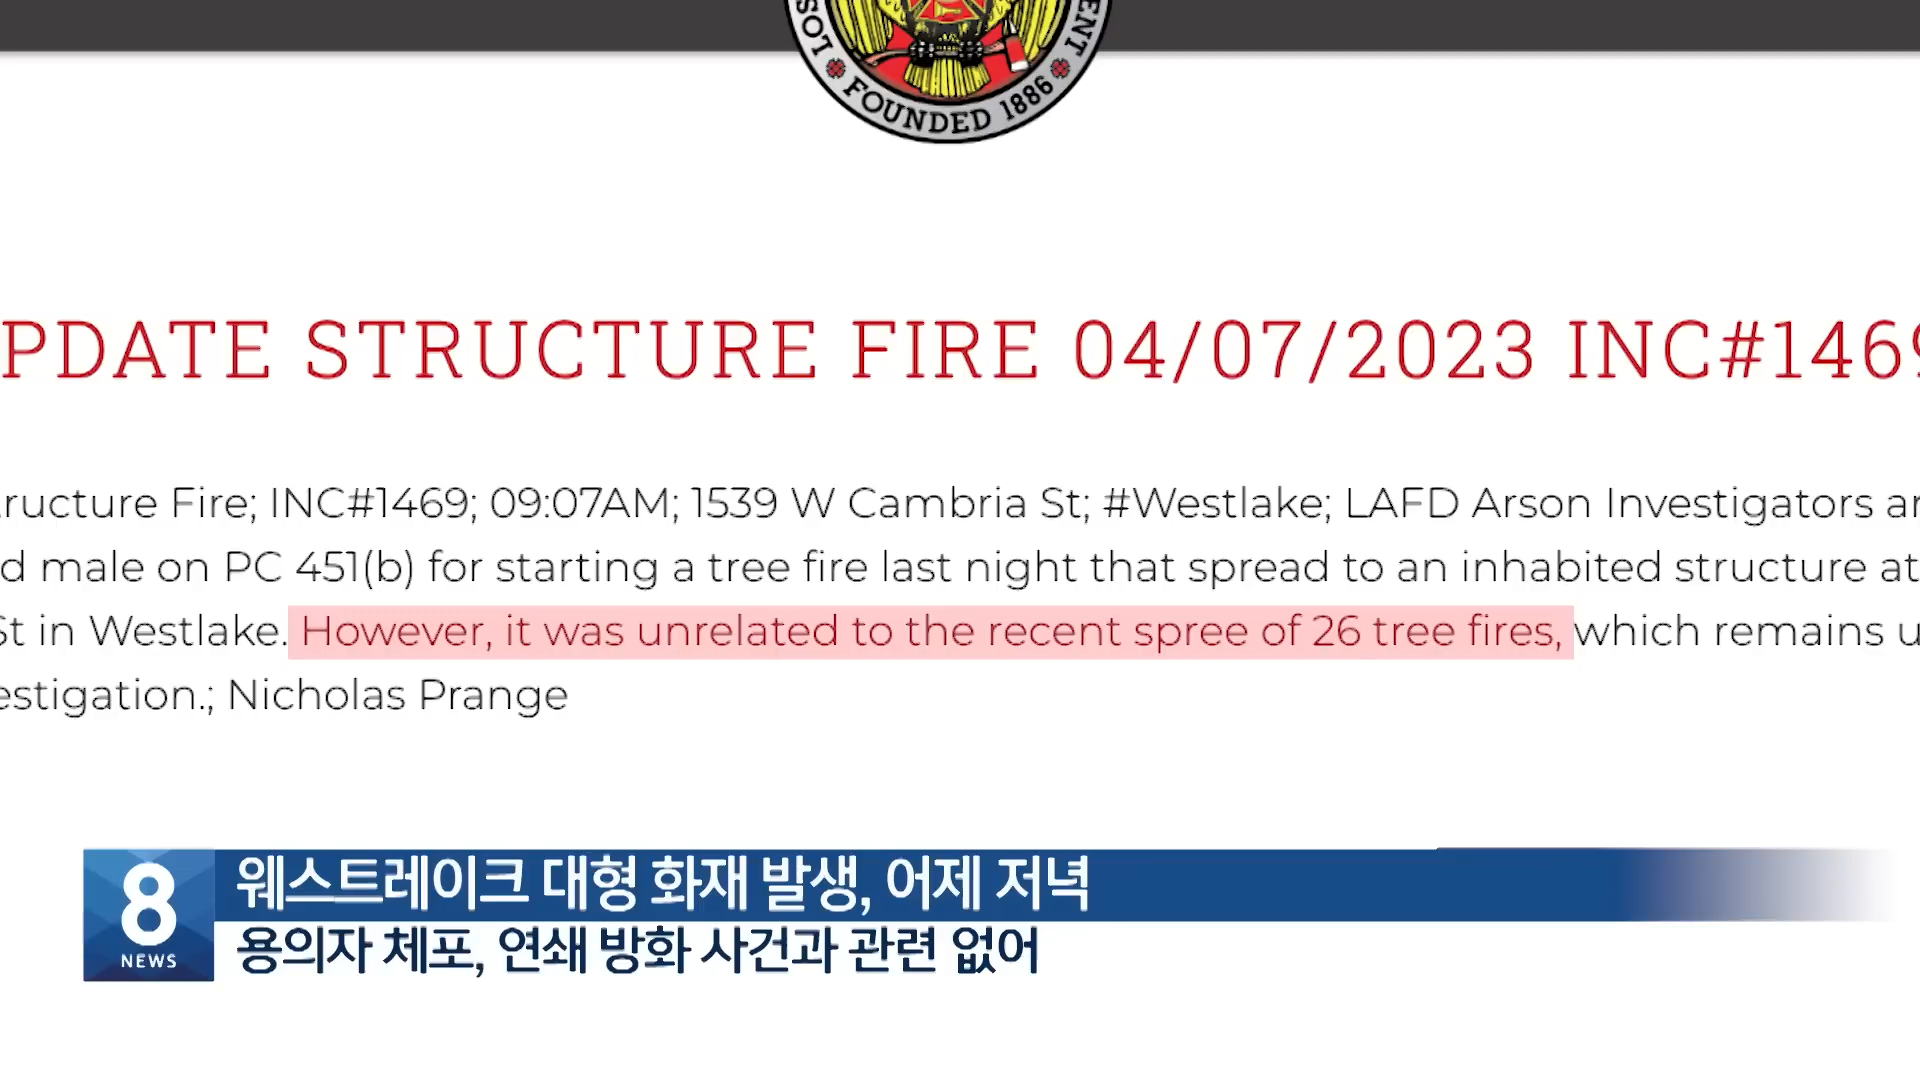 FOUNDED 1886
PDATE STRUCTURE FIRE 04/07/2023 INC#1469
ructure Fire; INC#1469; 09:07AM; 1539 W Cambria St; #Westlake; LAFD Arson Investigators ar
d male on PC 451(b) for starting a tree fire last night that spread to an inhabited structure at
St in Westlake. However, it was unrelated to the recent spree of 26 tree fires, which remains u
estigation.; Nicholas Prange
8
NEWS
웨스트레이크 대형 화재 발생, 어제 저녁
용의자 체포, 연쇄 방화 사건과 관련 없어